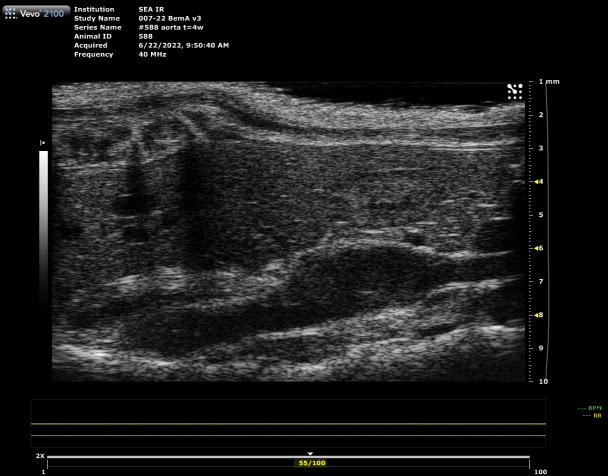 Vevo 2100
Institution SEA IR
Study Name 007-22 BemA v3
Series Name #588 aorta t=4w
Animal ID 588
Acquired 6/22/2022, 9:50:40 AM
Frequency 40 MHz
1 mm
2
3
4
5
6
7
8
9
10
--- BPM
--- RR
2X
55/100
1
100